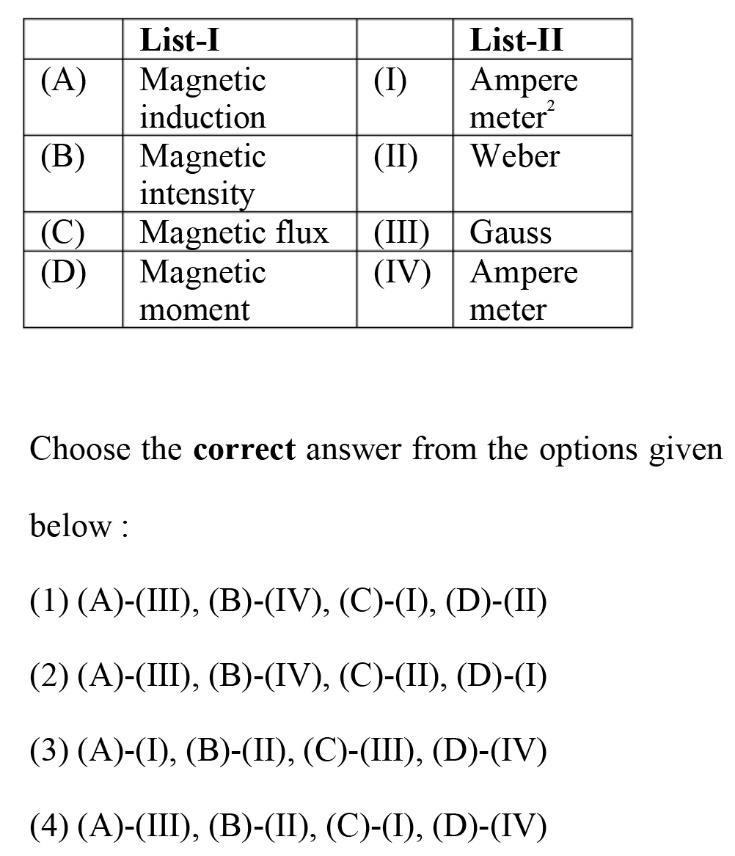 List-I List-II
(A) Magnetic (I) Ampere
induction meter²
(B) Magnetic (II) Weber
intensity
(C) Magnetic flux (III) Gauss
(D) Magnetic (IV) Ampere
moment meter
Choose the correct answer from the options given
below :
(1) (A)-(III), (B)-(IV), (C)-(I), (D)-(II)
(2) (A)-(III), (B)-(IV), (C)-(II), (D)-(I)
(3) (A)-(I), (B)-(II), (C)-(III), (D)-(IV)
(4) (A)-(III), (B)-(II), (C)-(I), (D)-(IV)